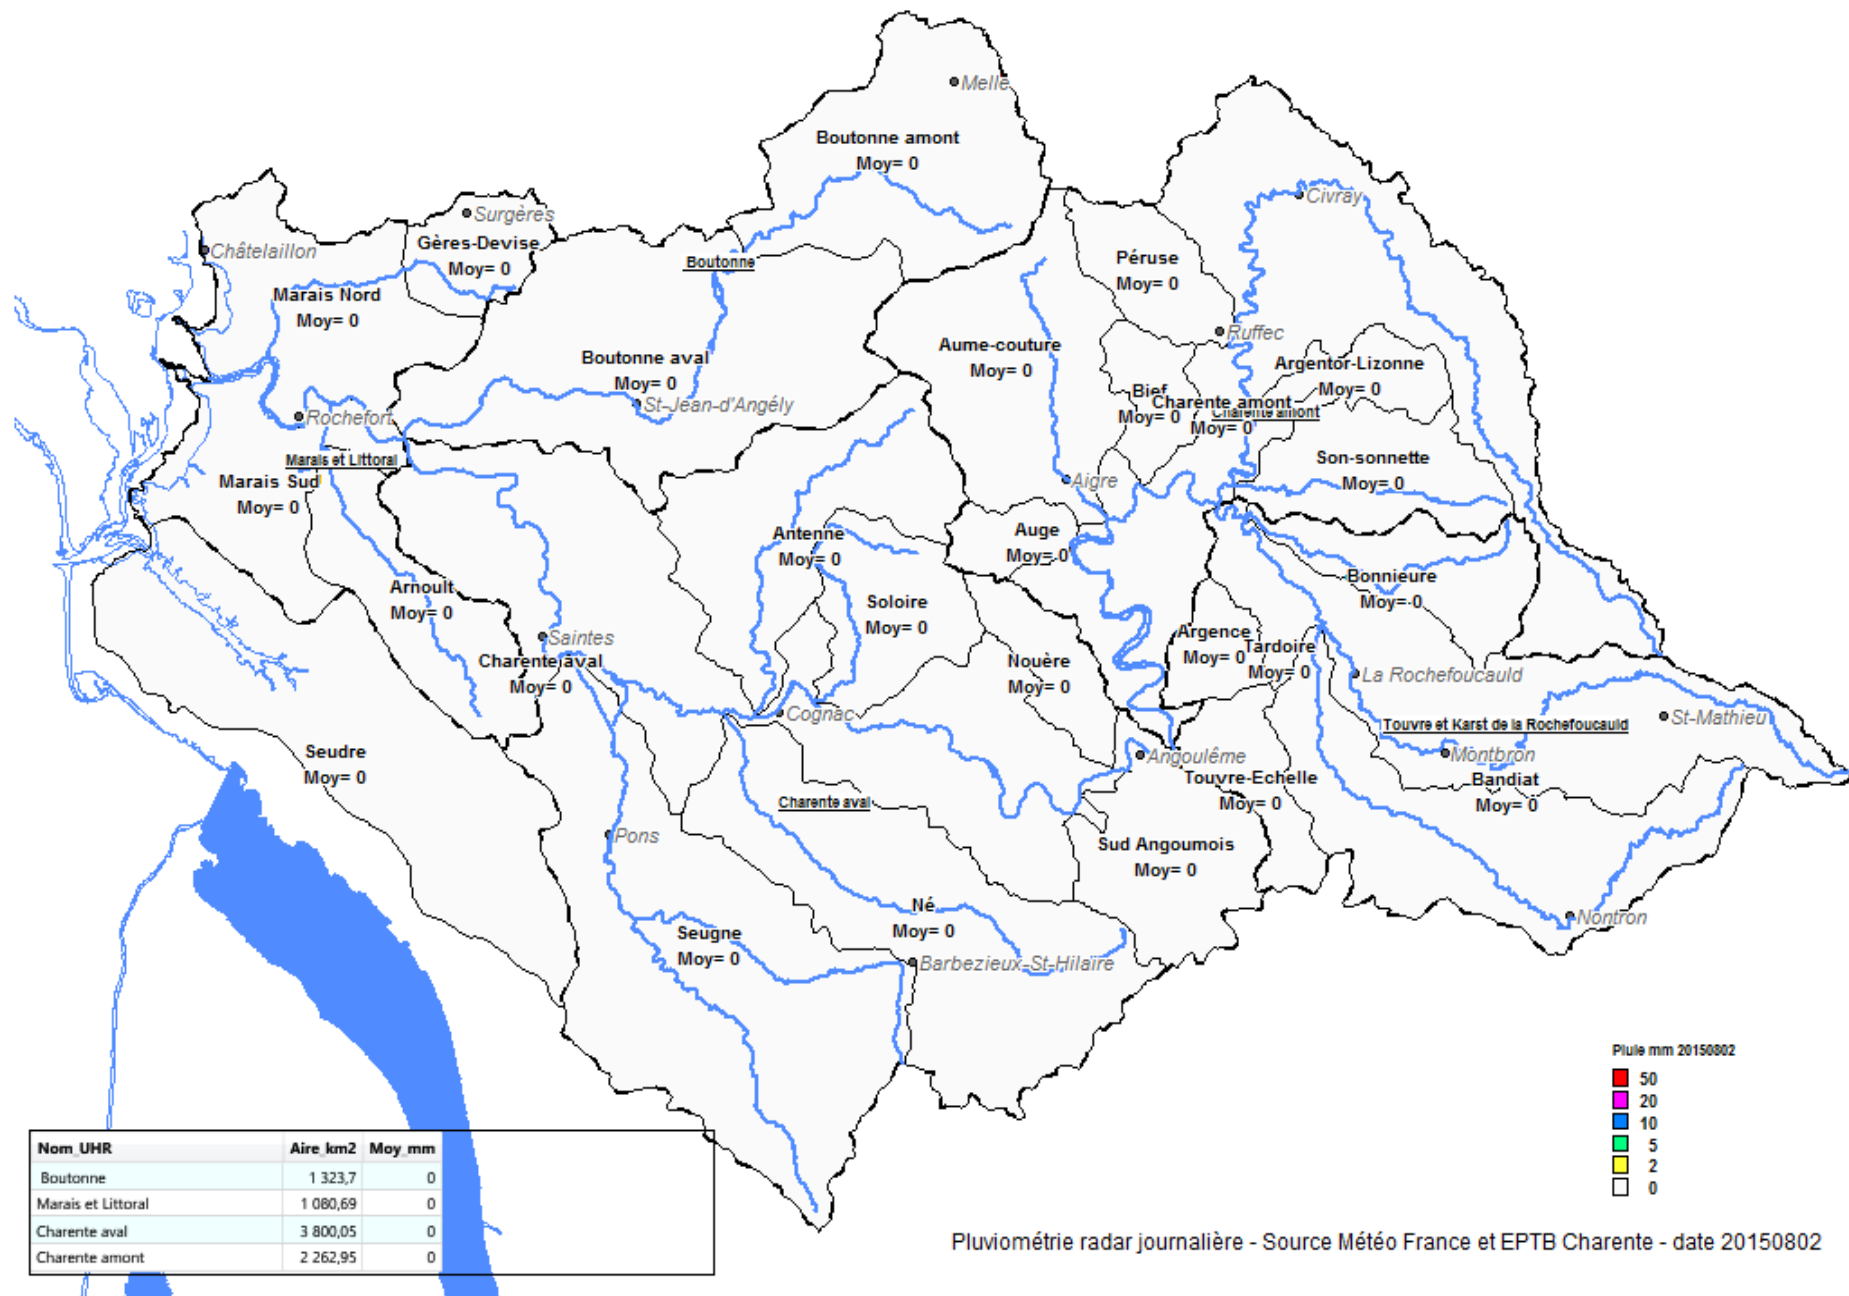 Melle
Boutonne amont
Moy= 0
Civray
Surgères
Châtelaillon
Gères-Devise
Moy= 0
Boutonne
Péruse
Moy= 0
Marais Nord
Moy= 0
Ruffec
Aume-couture
Moy= 0
Boutonne aval
Moy= 0
Argentor-Lizonne
Moy= 0
Bief
Moy= 0
Charente amont
Moy= 0
Charente amont
St-Jean-d'Angély
Rochefort
Marais et Littoral
Marais Sud
Moy= 0
Son-sonnette
Moy= 0
Aigre
Antenne
Moy= 0
Auge
Moy= 0
Bonnieure
Moy= 0
Arnoult
Moy= 0
Soloire
Moy= 0
Saintes
Charente aval
Moy= 0
Nouère
Moy= 0
Argence
Moy= 0
Tardoire
Moy= 0
La Rochefoucauld
Cognac
St-Mathieu
Touvre et Karst de la Rochefoucauld
Seudre
Moy= 0
Angoulême
Montbron
Touvre-Echelle
Moy= 0
Bandiat
Moy= 0
Charente aval
Pons
Sud Angoumois
Moy= 0
Né
Moy= 0
Nontron
Seugne
Moy= 0
Barbezieux-St-Hilaire
Pluie mm 20150802
50
20
10
5
2
0
Nom_UHR Aire_km2 Moy_mm
Boutonne 1 323,7 0
Marais et Littoral 1 080,69 0
Charente aval 3 800,05 0
Charente amont 2 262,95 0
Pluviométrie radar journalière - Source Météo France et EPTB Charente - date 20150802